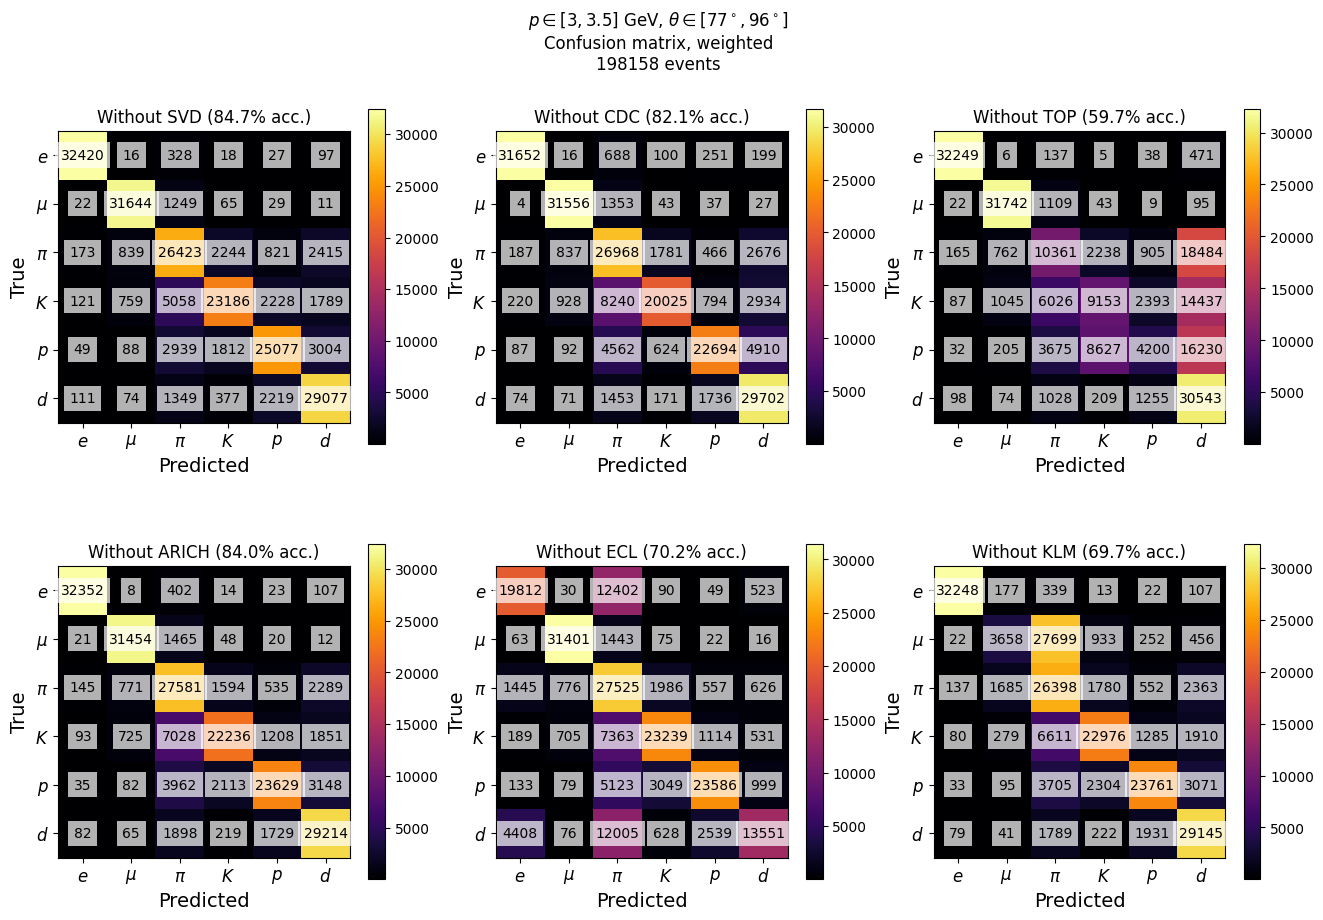 p ∈ [3, 3.5] GeV, θ ∈ [77°, 96°]
Confusion matrix, weighted
198158 events
Without SVD (84.7% acc.)
e 32420 16 328 18 27 97
μ 22 31644 1249 65 29 11
π 173 839 26423 2244 821 2415
K 121 759 5058 23186 2228 1789
p 49 88 2939 1812 25077 3004
d 111 74 1349 377 2219 29077
e μ π K p d
Predicted
True
30000
25000
20000
15000
10000
5000
Without CDC (82.1% acc.)
e 31652 16 688 100 251 199
μ 4 31556 1353 43 37 27
π 187 837 26968 1781 466 2676
K 220 928 8240 20025 794 2934
p 87 92 4562 624 22694 4910
d 74 71 1453 171 1736 29702
e μ π K p d
Predicted
True
30000
25000
20000
15000
10000
5000
Without TOP (59.7% acc.)
e 32249 6 137 5 38 471
μ 22 31742 1109 43 9 95
π 165 762 10361 2238 905 18484
K 87 1045 6026 9153 2393 14437
p 32 205 3675 8627 4200 16230
d 98 74 1028 209 1255 30543
e μ π K p d
Predicted
True
30000
25000
20000
15000
10000
5000
Without ARICH (84.0% acc.)
e 32352 8 402 14 23 107
μ 21 31454 1465 48 20 12
π 145 771 27581 1594 535 2289
K 93 725 7028 22236 1208 1851
p 35 82 3962 2113 23629 3148
d 82 65 1898 219 1729 29214
e μ π K p d
Predicted
True
30000
25000
20000
15000
10000
5000
Without ECL (70.2% acc.)
e 19812 30 12402 90 49 523
μ 63 31401 1443 75 22 16
π 1445 776 27525 1986 557 626
K 189 705 7363 23239 1114 531
p 133 79 5123 3049 23586 999
d 4408 76 12005 628 2539 13551
e μ π K p d
Predicted
True
30000
25000
20000
15000
10000
5000
Without KLM (69.7% acc.)
e 32248 177 339 13 22 107
μ 22 3658 27699 933 252 456
π 137 1685 26398 1780 552 2363
K 80 279 6611 22976 1285 1910
p 33 95 3705 2304 23761 3071
d 79 41 1789 222 1931 29145
e μ π K p d
Predicted
True
30000
25000
20000
15000
10000
5000